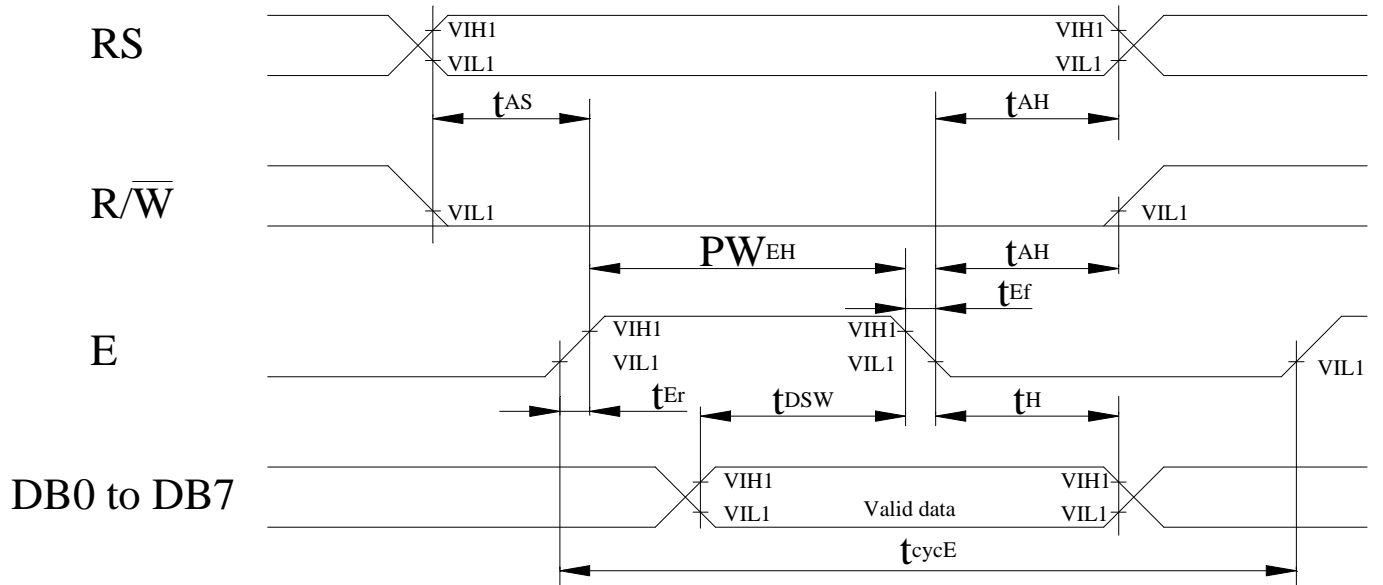 RS
VIH1
VIL1
VIH1
VIL1
tAS
tAH
R/W̅
VIL1
VIL1
PWEH
tAH
tEf
E
VIH1
VIL1
VIH1
VIL1
VIL1
tEr
tDSW
tH
DB0 to DB7
VIH1
VIL1
Valid data
VIH1
VIL1
tcycE